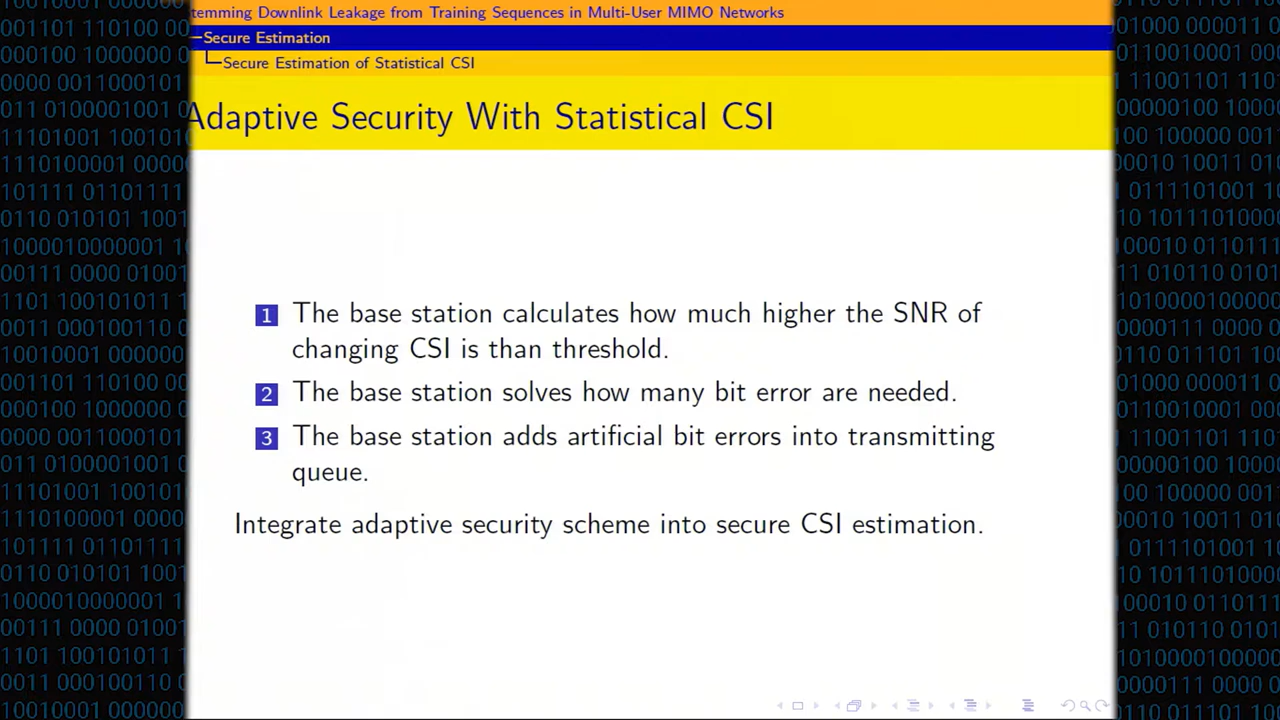 temming Downlink Leakage from Training Sequences in Multi-User MIMO Networks
Secure Estimation
Secure Estimation of Statistical CSI
Adaptive Security With Statistical CSI
1 The base station calculates how much higher the SNR of
changing CSI is than threshold.
2 The base station solves how many bit error are needed.
3 The base station adds artificial bit errors into transmitting
queue.
Integrate adaptive security scheme into secure CSI estimation.